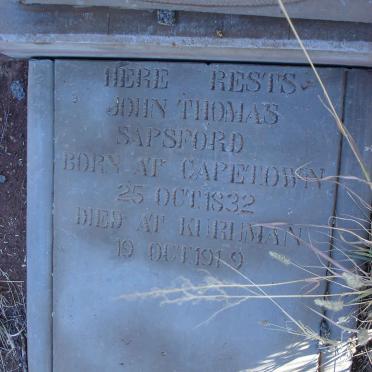 HERE RESTS
JOHN THOMAS
SAPSFORD
BORN AT CAPETOWN
25 OCT.1832
DIED AT KURUMAN
19 OCT.1919